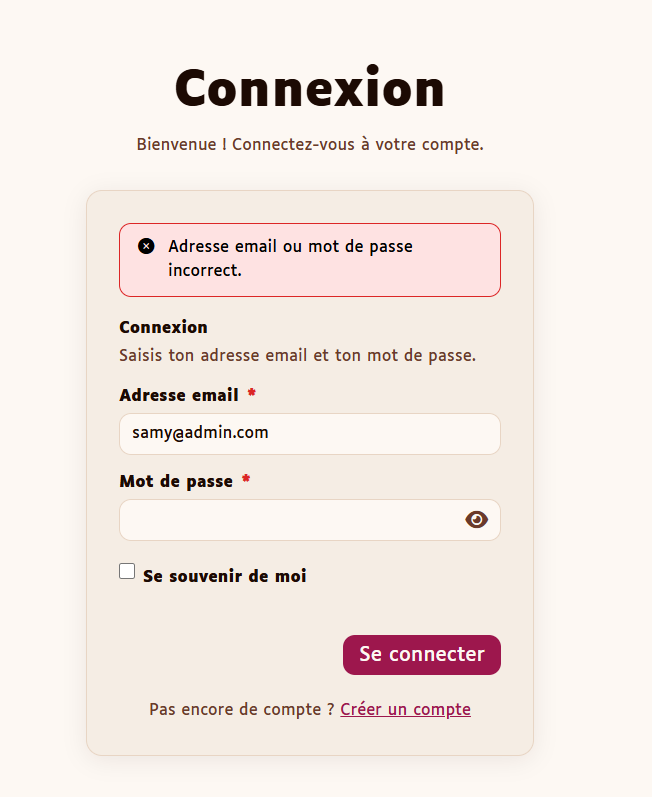 Connexion
Bienvenue ! Connectez-vous à votre compte.
Adresse email ou mot de passe
incorrect.
Connexion
Saisis ton adresse email et ton mot de passe.
Adresse email *
samy@admin.com
Mot de passe *
Se souvenir de moi
Se connecter
Pas encore de compte ? Créer un compte